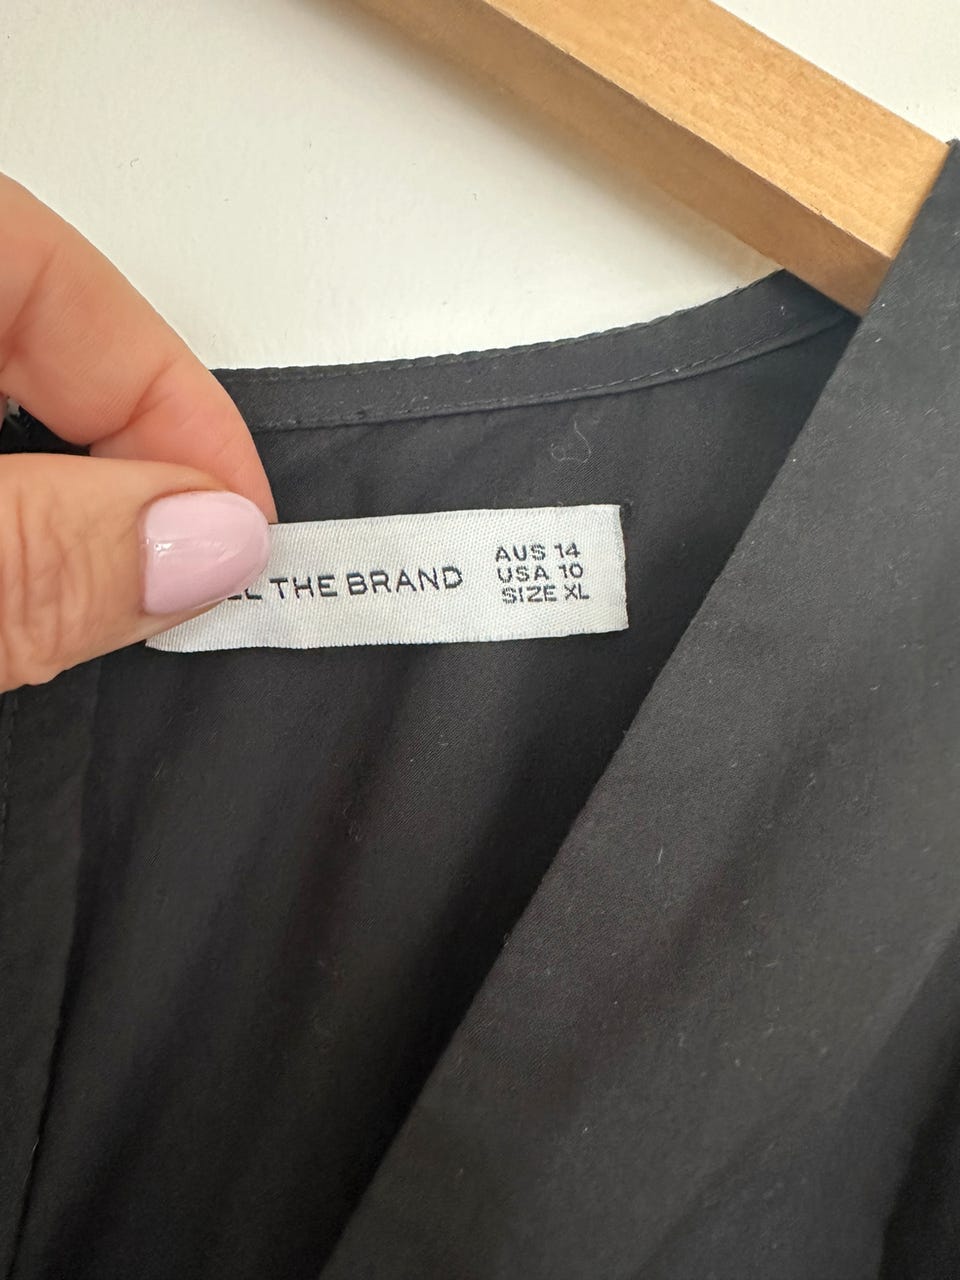 THE BRAND
AUS 14
USA 10
SIZE XL